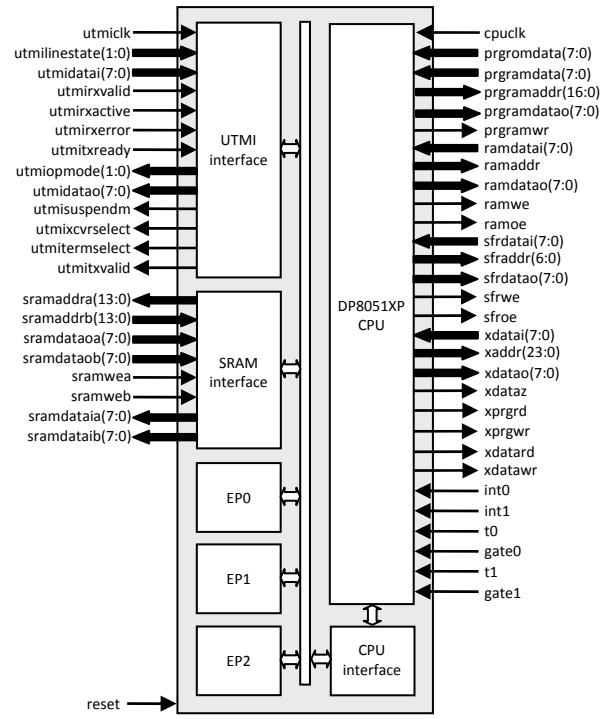 utmiclk
utmilinestate(1:0)
utmidatai(7:0)
utmirxvalid
utmirxactive
utmirxerror
utmitxready
utmiopmode(1:0)
utmidatao(7:0)
utmisuspendm
utmixcvrselect
utmitermselect
utmitxvalid
UTMI
interface
sramaddra(13:0)
sramaddrb(13:0)
sramdataoa(7:0)
sramdataob(7:0)
sramwea
sramweb
sramdataia(7:0)
sramdataib(7:0)
SRAM
interface
EP0
EP1
EP2
reset
DP8051XP
CPU
CPU
interface
cpuclk
prgromdata(7:0)
prgramdata(7:0)
prgramaddr(16:0)
prgramdatao(7:0)
prgramwr
ramdatai(7:0)
ramaddr
ramdatao(7:0)
ramwe
ramoe
sfrdatai(7:0)
sfraddr(6:0)
sfrdatao(7:0)
sfrwe
sfroe
xdatai(7:0)
xaddr(23:0)
xdatao(7:0)
xdataz
xprgrd
xprgwr
xdatard
xdatawr
int0
int1
t0
gate0
t1
gate1